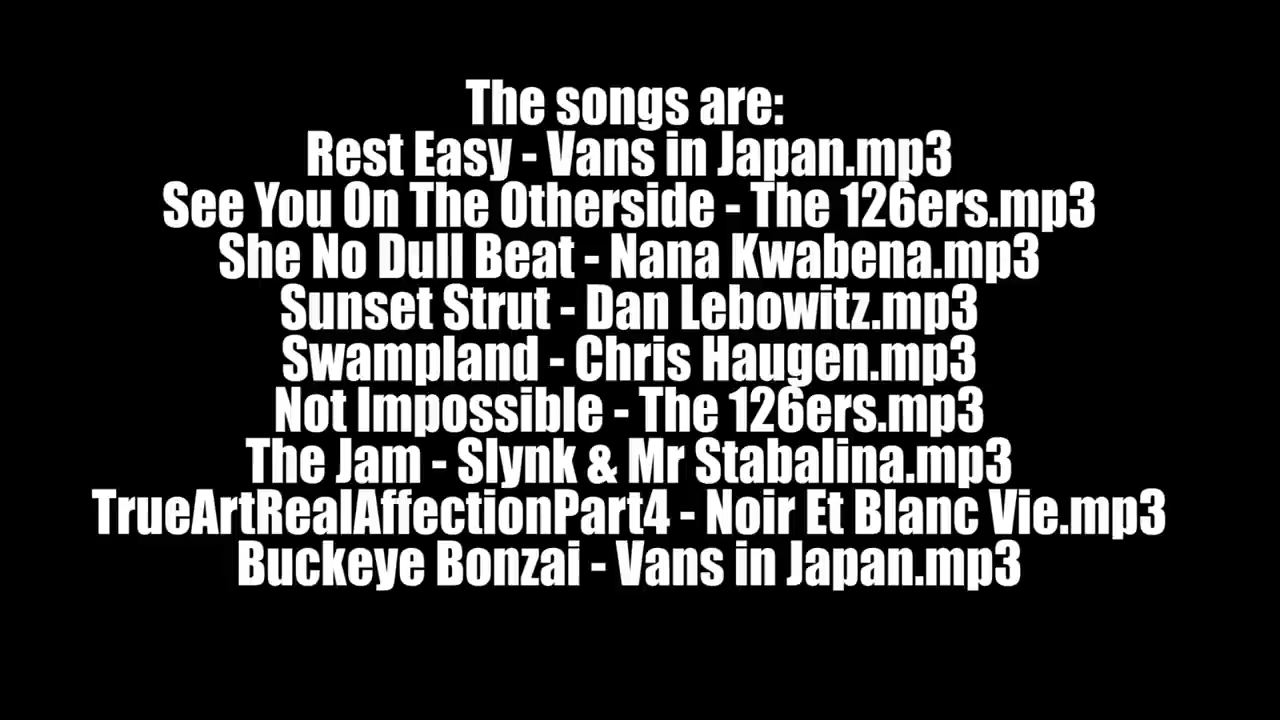 The songs are:
Rest Easy - Vans in Japan.mp3
See You On The Otherside - The 126ers.mp3
She No Dull Beat - Nana Kwabena.mp3
Sunset Strut - Dan Lebowitz.mp3
Swampland - Chris Haugen.mp3
Not Impossible - The 126ers.mp3
The Jam - Slynk & Mr Stabalina.mp3
TrueArtRealAffectionPart4 - Noir Et Blanc Vie.mp3
Buckeye Bonzai - Vans in Japan.mp3